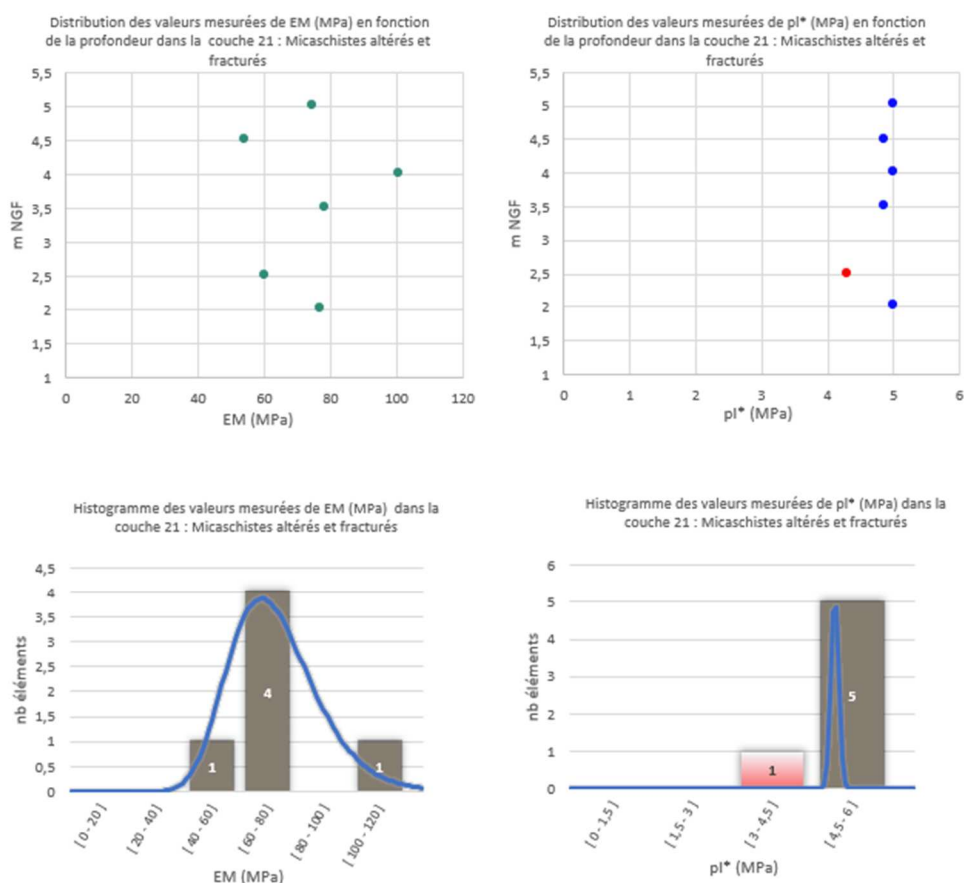 Distribution des valeurs mesurées de EM (MPa) en fonction
de la profondeur dans la couche 21 : Micaschistes altérés et
fracturés
5,5
5
4,5
4
3,5
3
2,5
2
1,5
1
m NGF
0 20 40 60 80 100 120
EM (MPa)
Distribution des valeurs mesurées de pl* (MPa) en fonction
de la profondeur dans la couche 21 : Micaschistes altérés et
fracturés
5,5
5
4,5
4
3,5
3
2,5
2
1,5
1
m NGF
0 1 2 3 4 5 6
pl* (MPa)
Histogramme des valeurs mesurées de EM (MPa) dans la
couche 21 : Micaschistes altérés et fracturés
4,5
4
3,5
3
2,5
2
1,5
1
0,5
0
nb éléments
1
4
1
[ 0 - 20 ]
[ 20 - 40 ]
[ 40 - 60 ]
[ 60 - 80 ]
[ 80 - 100 ]
[ 100 - 120 ]
EM (MPa)
Histogramme des valeurs mesurées de pl* (MPa) dans la
couche 21 : Micaschistes altérés et fracturés
6
5
4
3
2
1
0
nb éléments
1
5
[ 0 - 1,5 ]
[ 1,5 - 3 ]
[ 3 - 4,5 ]
[ 4,5 - 6 ]
pl* (MPa)